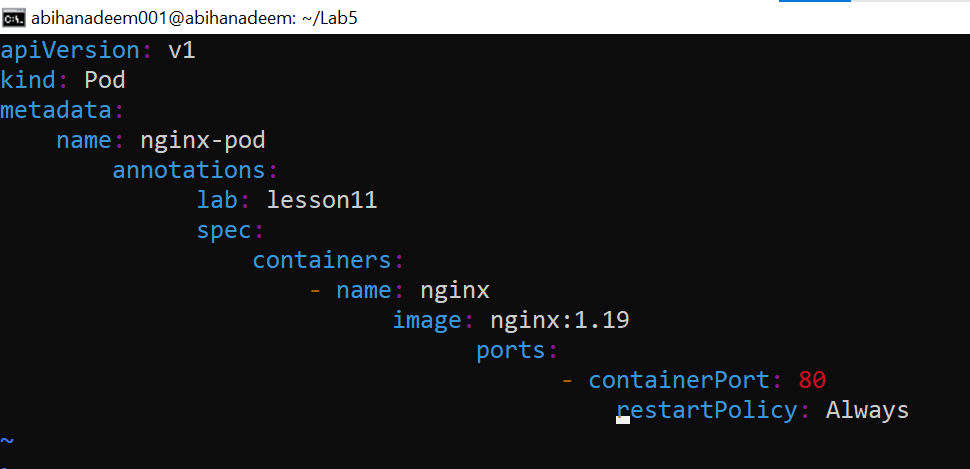 abihanadeem001@abihanadeem: ~/Lab5
apiVersion: v1
kind: Pod
metadata:
    name: nginx-pod
        annotations:
              lab: lesson11
              spec:
                  containers:
                      - name: nginx
                            image: nginx:1.19
                                  ports:
                                        - containerPort: 80
                                            restartPolicy: Always
~